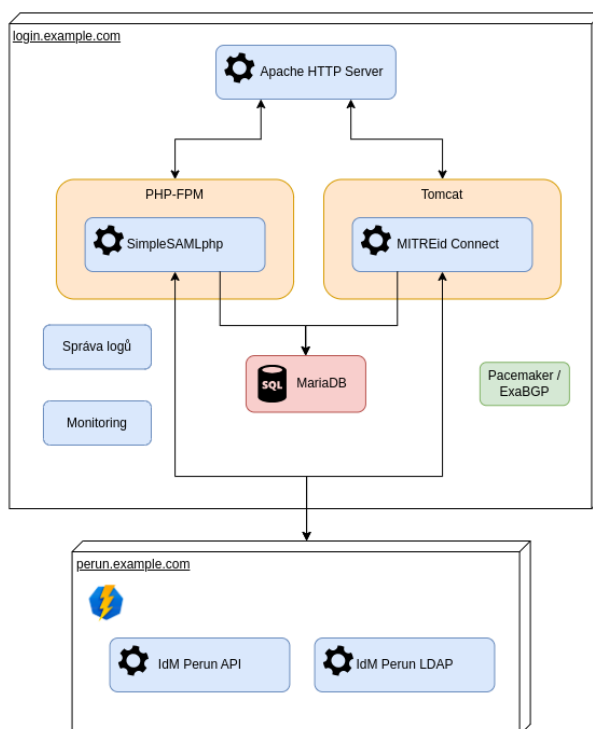 login.example.com
Apache HTTP Server
PHP-FPM
Tomcat
SimpleSAMLphp
MITREid Connect
Správa logů
SQL
MariaDB
Pacemaker /
ExaBGP
Monitoring
perun.example.com
IdM Perun API
IdM Perun LDAP